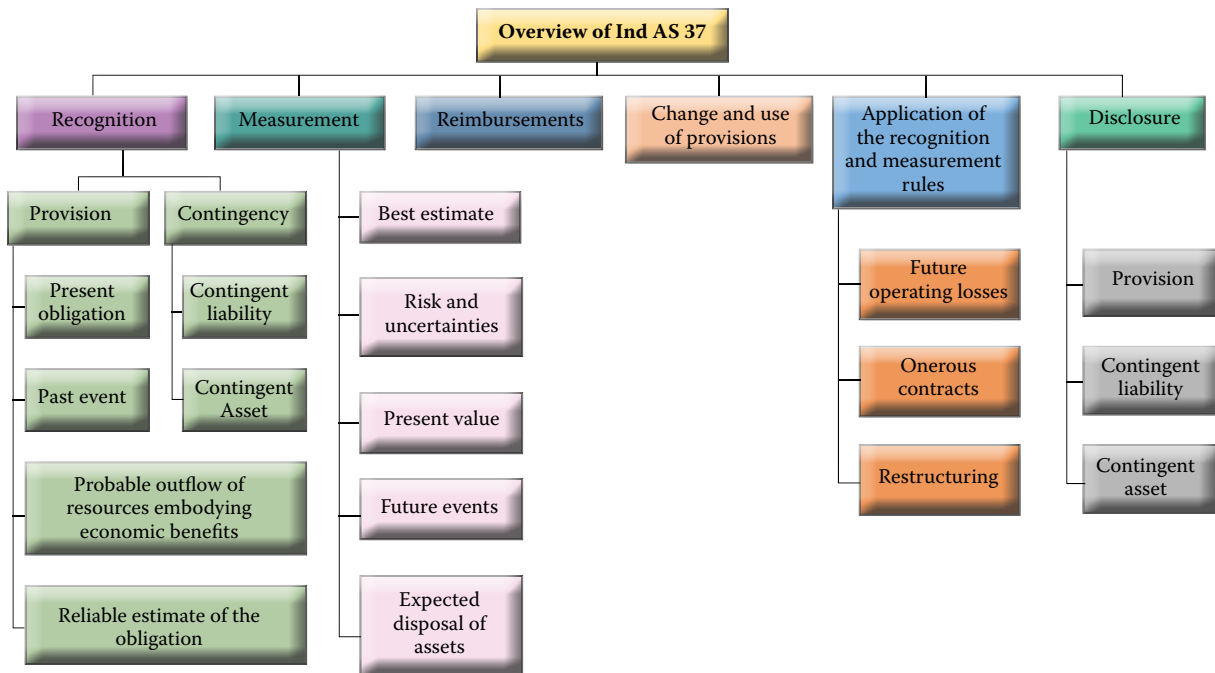 Overview of Ind AS 37
Recognition
Measurement
Reimbursements
Change and use
of provisions
Application of
the recognition
and measurement
rules
Disclosure
Provision
Contingency
Present
obligation
Contingent
liability
Past event
Contingent
Asset
Probable outflow of
resources embodying
economic benefits
Reliable estimate of the
obligation
Best estimate
Risk and
uncertainties
Present value
Future events
Expected
disposal of
assets
Future
operating losses
Onerous
contracts
Restructuring
Provision
Contingent
liability
Contingent
asset